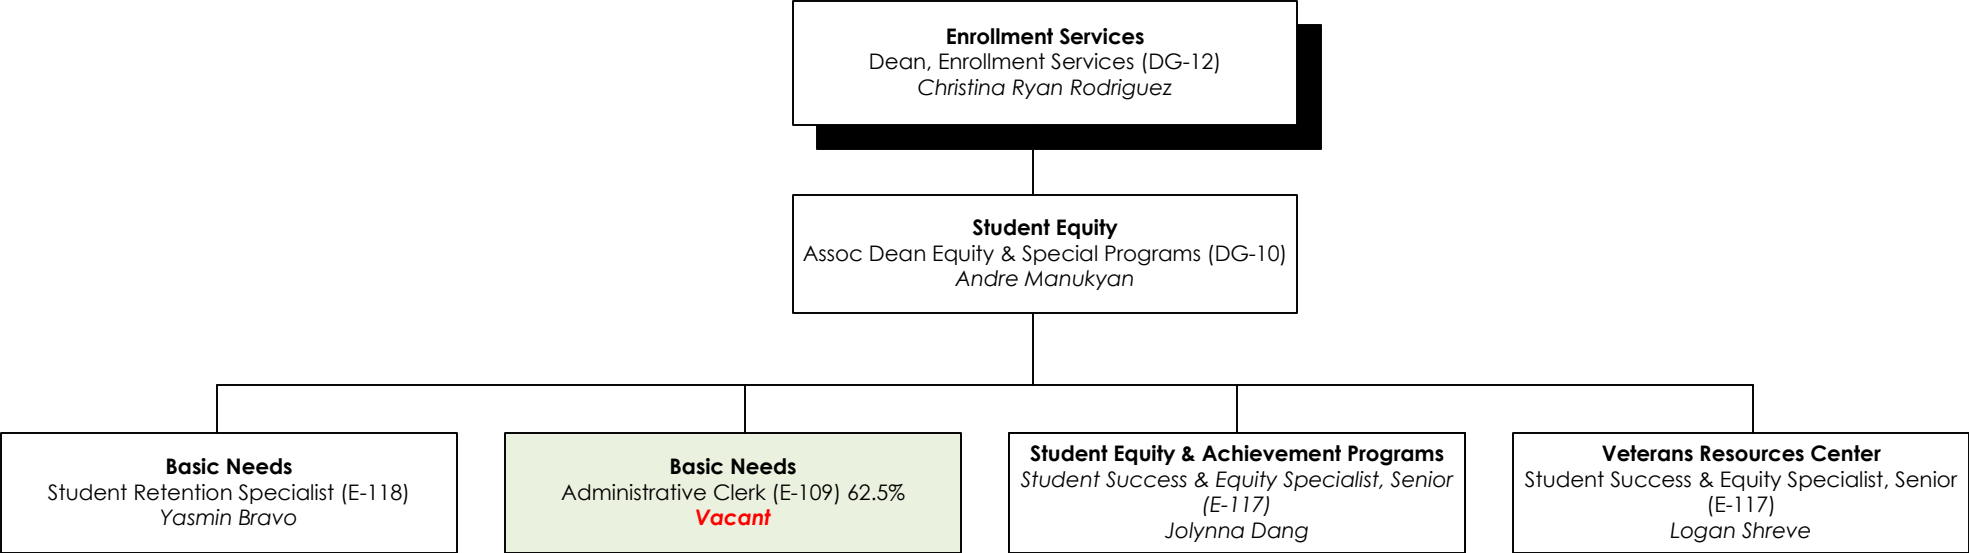 Enrollment Services
Dean, Enrollment Services (DG-12)
Christina Ryan Rodriguez
Student Equity
Assoc Dean Equity & Special Programs (DG-10)
Andre Manukyan
Basic Needs
Student Retention Specialist (E-118)
Yasmin Bravo
Basic Needs
Administrative Clerk (E-109) 62.5%
Vacant
Student Equity & Achievement Programs
Student Success & Equity Specialist, Senior
(E-117)
Jolynna Dang
Veterans Resources Center
Student Success & Equity Specialist, Senior
(E-117)
Logan Shreve